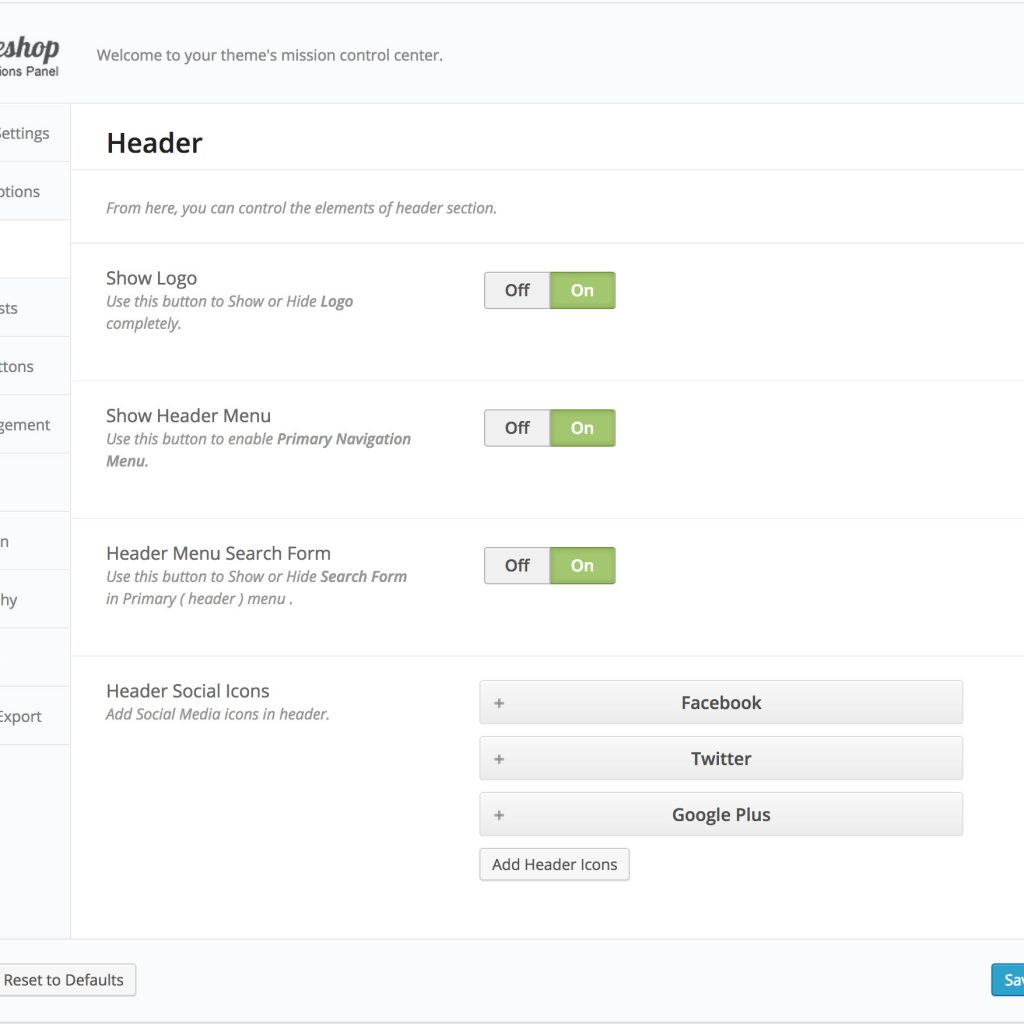 eshop
ions Panel
Welcome to your theme's mission control center.
Settings
ptions
sts
ttons
gement
n
hy
Export
Header
From here, you can control the elements of header section.
Show Logo
Use this button to Show or Hide Logo
completely.
Off On
Show Header Menu
Use this button to enable Primary Navigation
Menu.
Off On
Header Menu Search Form
Use this button to Show or Hide Search Form
in Primary ( header ) menu .
Off On
Header Social Icons
Add Social Media icons in header.
+ Facebook
+ Twitter
+ Google Plus
Add Header Icons
Reset to Defaults
Sav